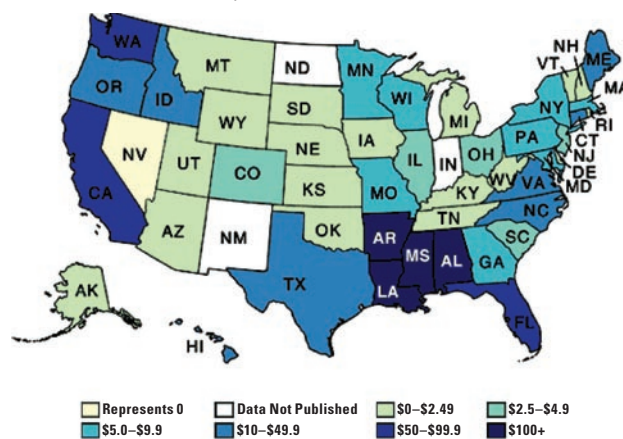 WA
MT
ND
MN
VT
NH
ME
MA
OR
ID
SD
WI
NY
WY
MI
RI
CT
NJ
DE
MD
NV
UT
NE
IA
IL
IN
OH
PA
CO
CA
KS
MO
WV
VA
KY
NC
AZ
NM
OK
AR
TN
SC
MS
AL
GA
TX
LA
AK
FL
HI
Represents 0
Data Not Published
$0–$2.49
$2.5–$4.9
$5.0–$9.9
$10–$49.9
$50–$99.9
$100+